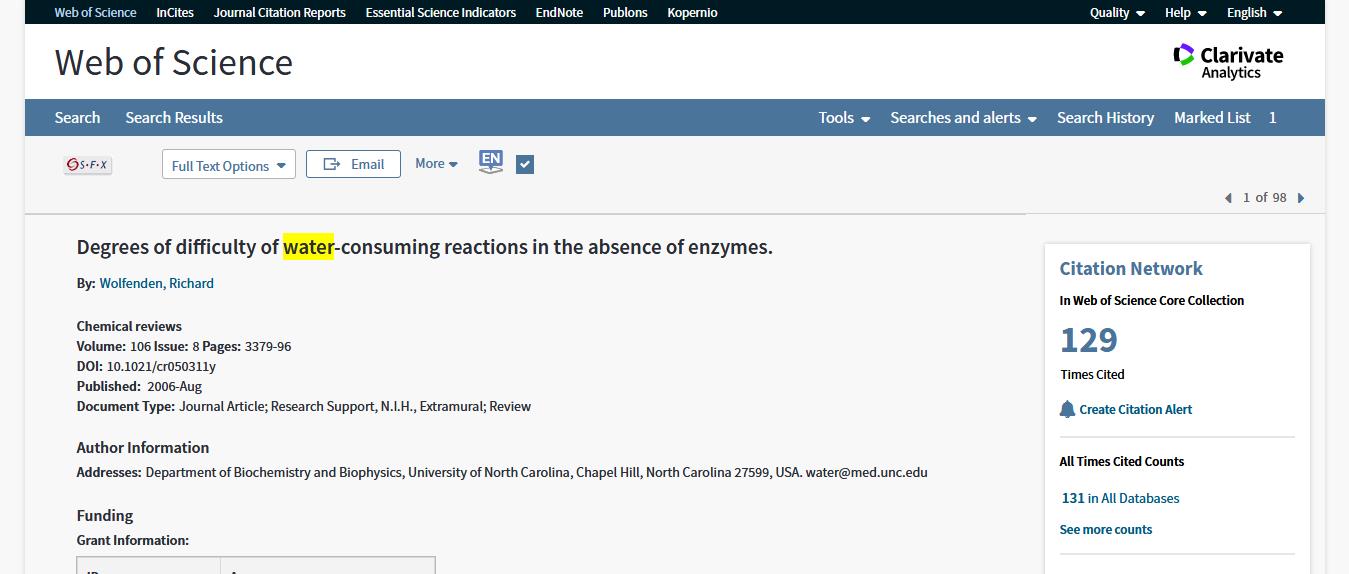 Web of Science InCites Journal Citation Reports Essential Science Indicators EndNote Publons Kopernio Quality Help English
Web of Science
Clarivate
Analytics
Search Search Results Tools Searches and alerts Search History Marked List 1
S·F·X Full Text Options Email More EN
1 of 98
Degrees of difficulty of water-consuming reactions in the absence of enzymes.
By: Wolfenden, Richard
Chemical reviews
Volume: 106 Issue: 8 Pages: 3379-96
DOI: 10.1021/cr050311y
Published: 2006-Aug
Document Type: Journal Article; Research Support, N.I.H., Extramural; Review
Author Information
Addresses: Department of Biochemistry and Biophysics, University of North Carolina, Chapel Hill, North Carolina 27599, USA. water@med.unc.edu
Funding
Grant Information:
Citation Network
In Web of Science Core Collection
129
Times Cited
Create Citation Alert
All Times Cited Counts
131 in All Databases
See more counts